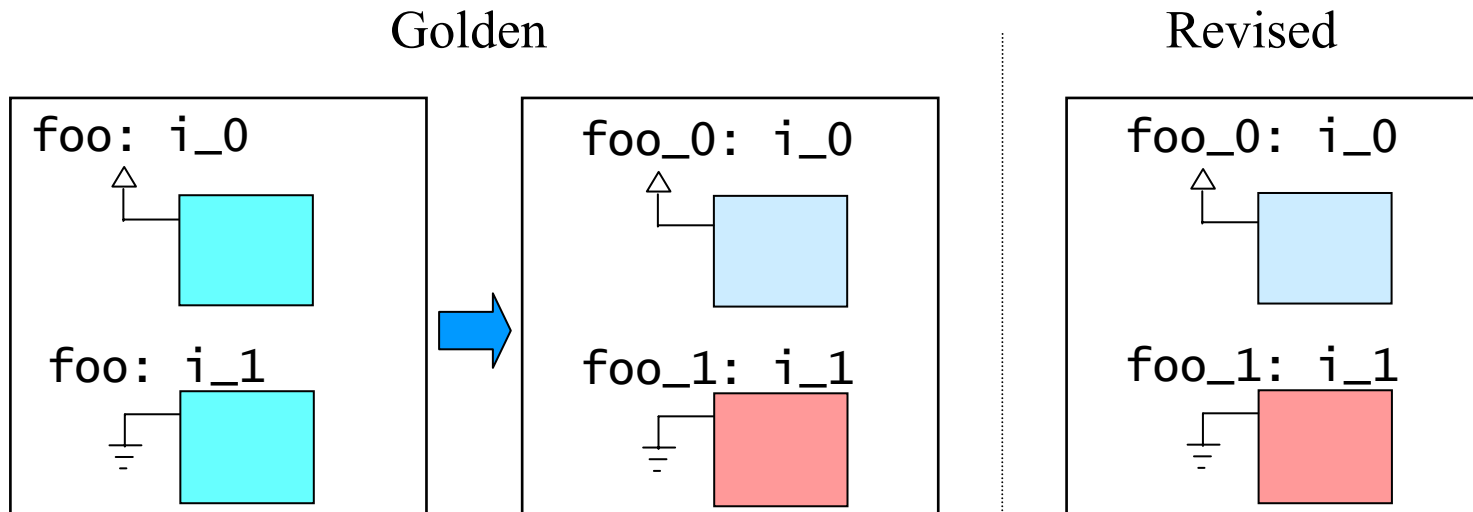 Golden
Revised
foo: i_0
foo_0: i_0
foo_0: i_0
foo: i_1
foo_1: i_1
foo_1: i_1